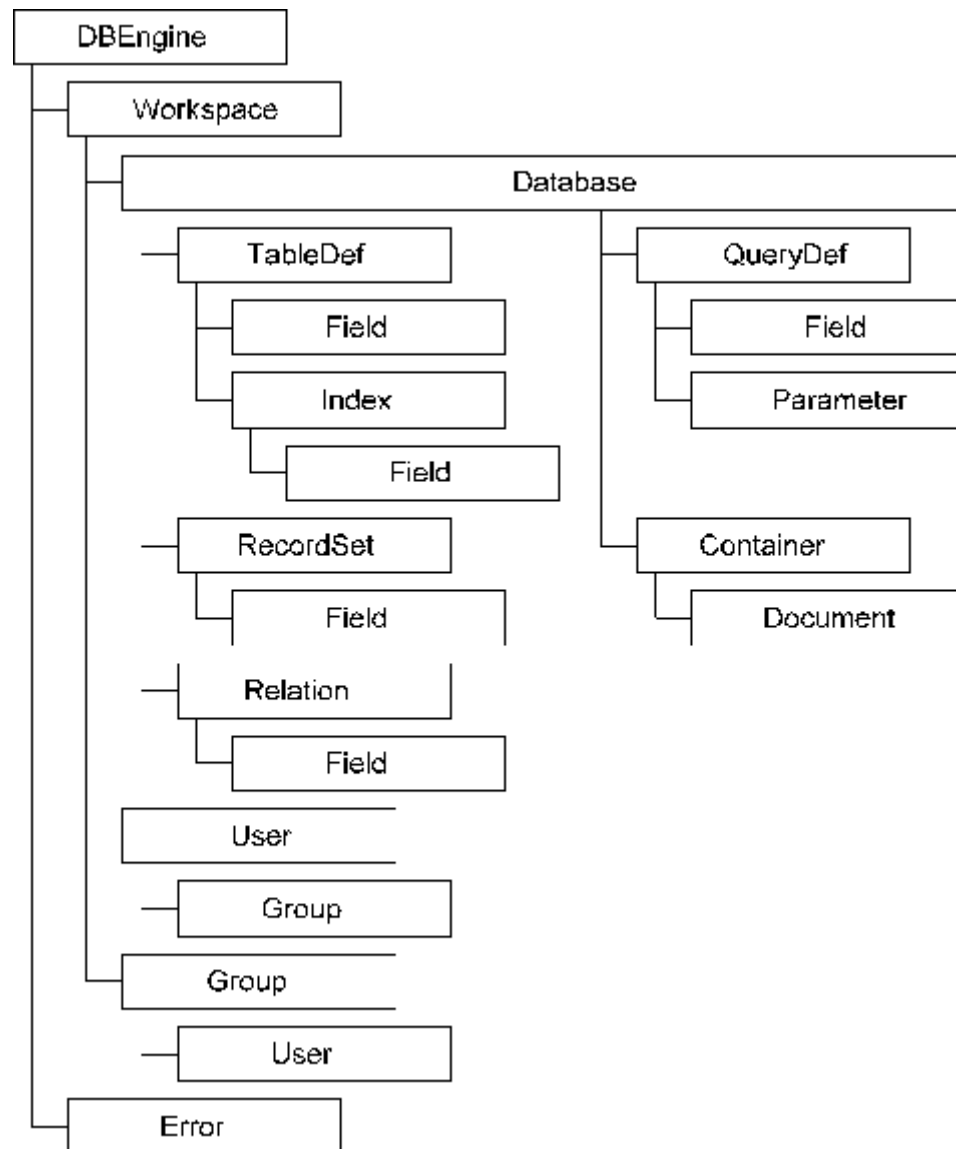 DBEngine
Workspace
Database
TableDef
QueryDef
Field
Field
Index
Parameter
Field
RecordSet
Container
Field
Document
Relation
Field
User
Group
Group
User
Error